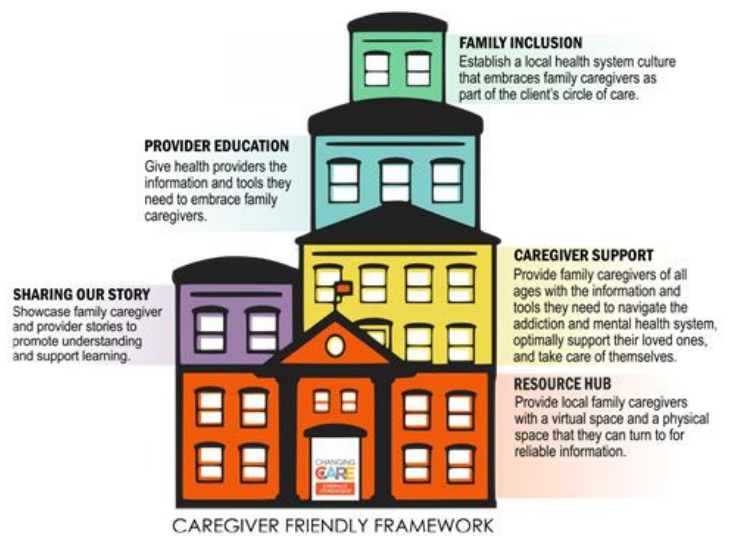 FAMILY INCLUSION
Establish a local health system culture
that embraces family caregivers as
part of the client's circle of care.
PROVIDER EDUCATION
Give health providers the
information and tools they
need to embrace family
caregivers.
CAREGIVER SUPPORT
Provide family caregivers of all
ages with the information and
tools they need to navigate the
addiction and mental health system,
optimally support their loved ones,
and take care of themselves.
SHARING OUR STORY
Showcase family caregiver
and provider stories to
promote understanding
and support learning.
RESOURCE HUB
Provide local family caregivers
with a virtual space and a physical
space that they can turn to for
reliable information.
CHANGING
CARE
CAREGIVER FRIENDLY FRAMEWORK